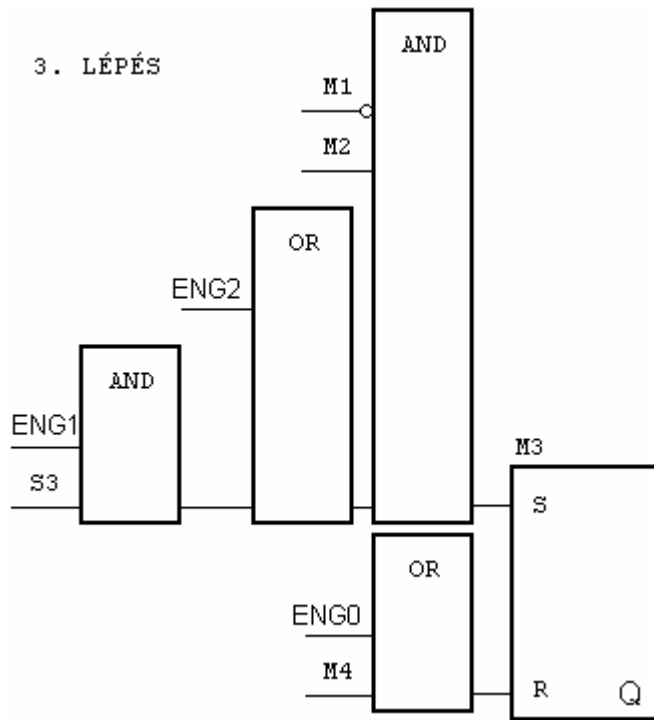 3. LÉPÉS
AND
M1
M2
OR
ENG2
AND
ENG1
S3
M3
S
OR
ENG0
M4
R
Q